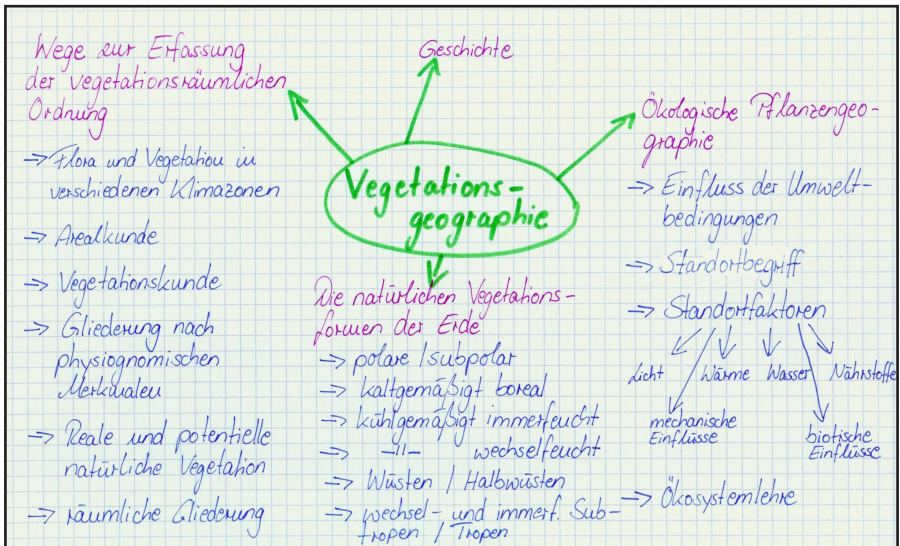 Vegetations-
geographie
Geschichte
Wege zur Erfassung
der vegetationsräumlichen
Ordnung
=> Flora und Vegetation in
verschiedenen Klimazonen
=> Arealkunde
=> Vegetationskunde
=> Gliederung nach
physiognomischen
Merkmalen
=> Reale und potentielle
natürliche Vegetation
=> räumliche Gliederung
Die natürlichen Vegetations-
formen der Erde
=> polare / subpolar
=> kaltgemäßigt boreal
=> kühlgemäßigt immerfeucht
=> -11- wechselfeucht
=> Wüsten / Halbwüsten
=> wechsel- und immerf. Sub-
tropen / Tropen
Ökologische Pflanzengeo-
graphie
=> Einfluss der Umwelt-
bedingungen
=> Standortbegriff
=> Standortfaktoren
Licht Wärme Wasser Nährstoffe
mechanische
Einflüsse
biotische
Einflüsse
=> Ökosystemlehre